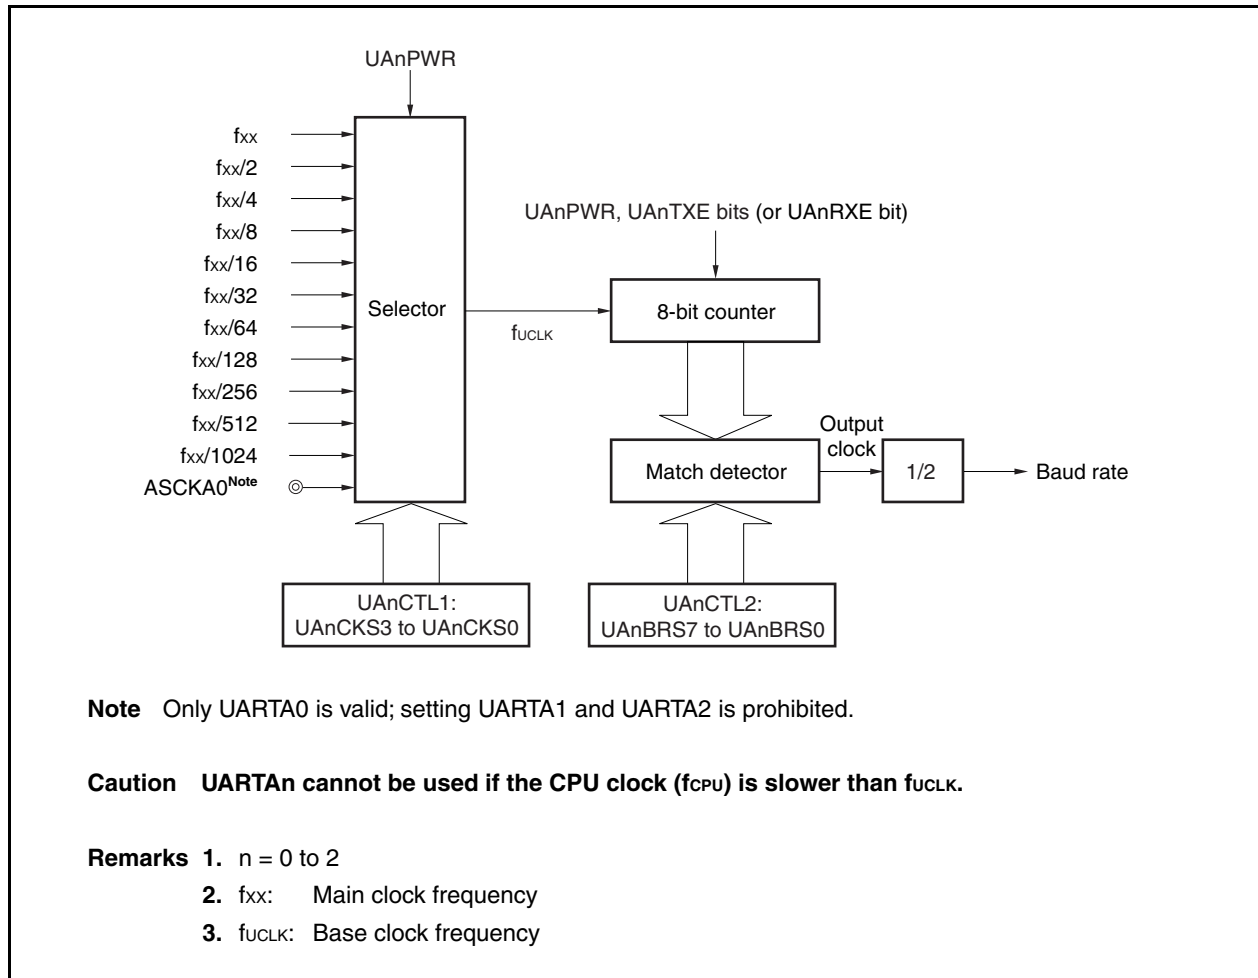 UAnPWR
fXX
fXX/2
fXX/4
fXX/8
fXX/16
fXX/32
fXX/64
fXX/128
fXX/256
fXX/512
fXX/1024
ASCKA0Note
Selector
fUCLK
UAnPWR, UAnTXE bits (or UAnRXE bit)
8-bit counter
Match detector
Output
clock
1/2
Baud rate
UAnCTL1:
UAnCKS3 to UAnCKS0
UAnCTL2:
UAnBRS7 to UAnBRS0
Note Only UARTA0 is valid; setting UARTA1 and UARTA2 is prohibited.
Caution UARTAn cannot be used if the CPU clock (fCPU) is slower than fUCLK.
Remarks 1. n = 0 to 2
2. fXX: Main clock frequency
3. fUCLK: Base clock frequency